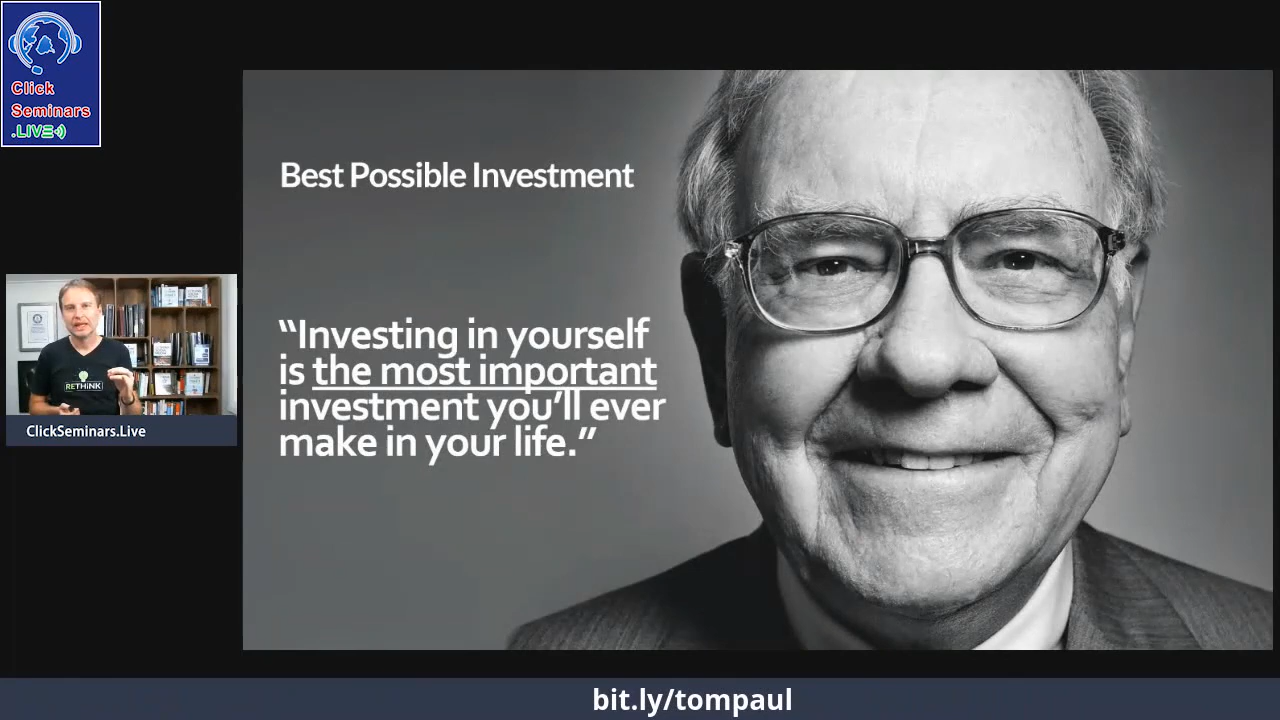 Click
Seminars
.LIVE
Best Possible Investment
“Investing in yourself
is the most important
investment you’ll ever
make in your life.”
RETHiNK
ClickSeminars.Live
bit.ly/tompaul